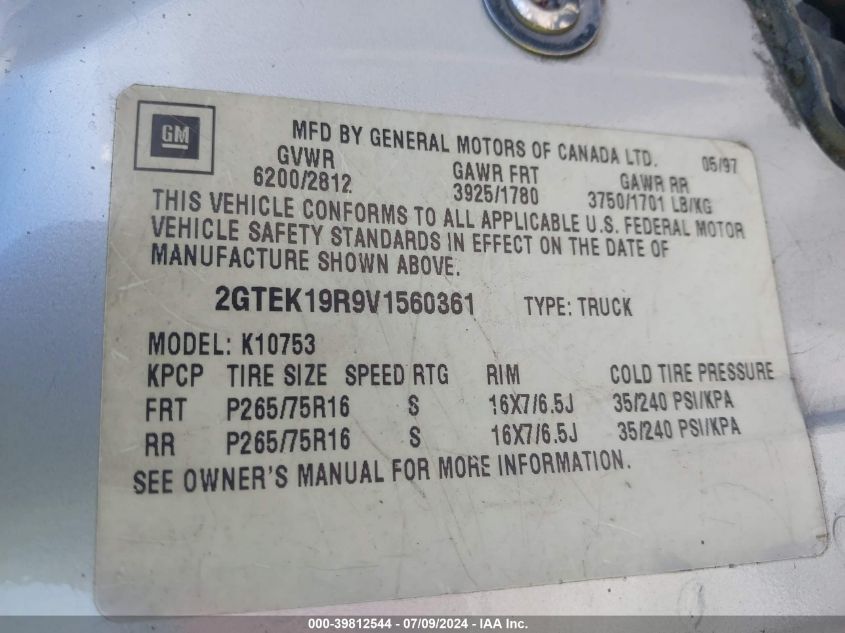 GM
MFD BY GENERAL MOTORS OF CANADA LTD. 05/97
GVWR GAWR FRT GAWR RR
6200/2812 3925/1780 3750/1701 LB/KG
THIS VEHICLE CONFORMS TO ALL APPLICABLE U.S. FEDERAL MOTOR
VEHICLE SAFETY STANDARDS IN EFFECT ON THE DATE OF
MANUFACTURE SHOWN ABOVE.
2GTEK19R9V1560361 TYPE: TRUCK
MODEL: K10753
KPCP TIRE SIZE SPEED RTG RIM COLD TIRE PRESSURE
FRT P265/75R16 S 16X7/6.5J 35/240 PSI/KPA
RR P265/75R16 S 16X7/6.5J 35/240 PSI/KPA
SEE OWNER'S MANUAL FOR MORE INFORMATION.
000-39812544 / 07/09/2024 - IAA Inc.